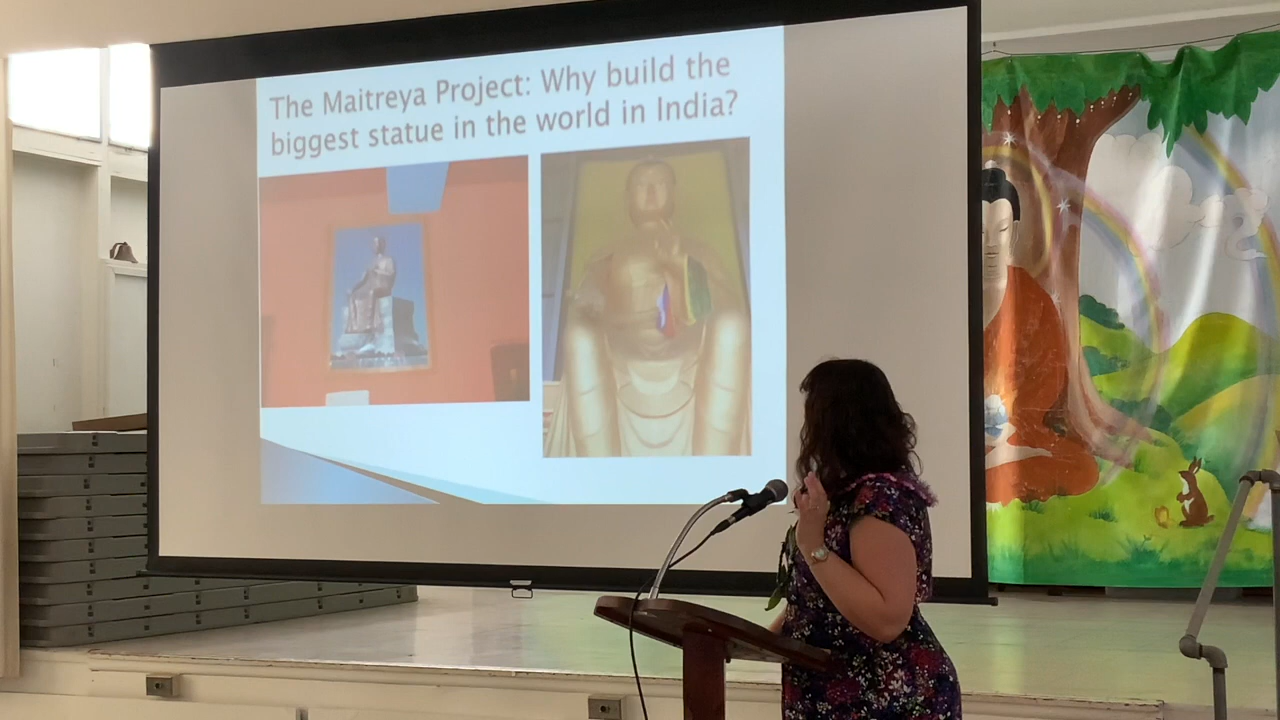 The Maitreya Project: Why build the
biggest statue in the world in India?